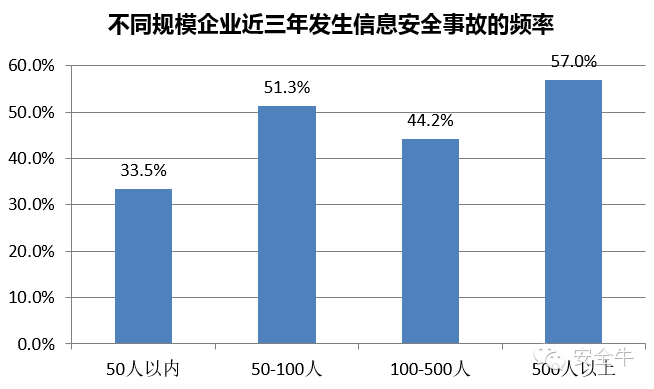 不同规模企业近三年发生信息安全事故的频率
60.0%
50.0%
40.0%
30.0%
20.0%
10.0%
0.0%
33.5%
51.3%
44.2%
57.0%
50人以内
50-100人
100-500人
500人以上
安全牛